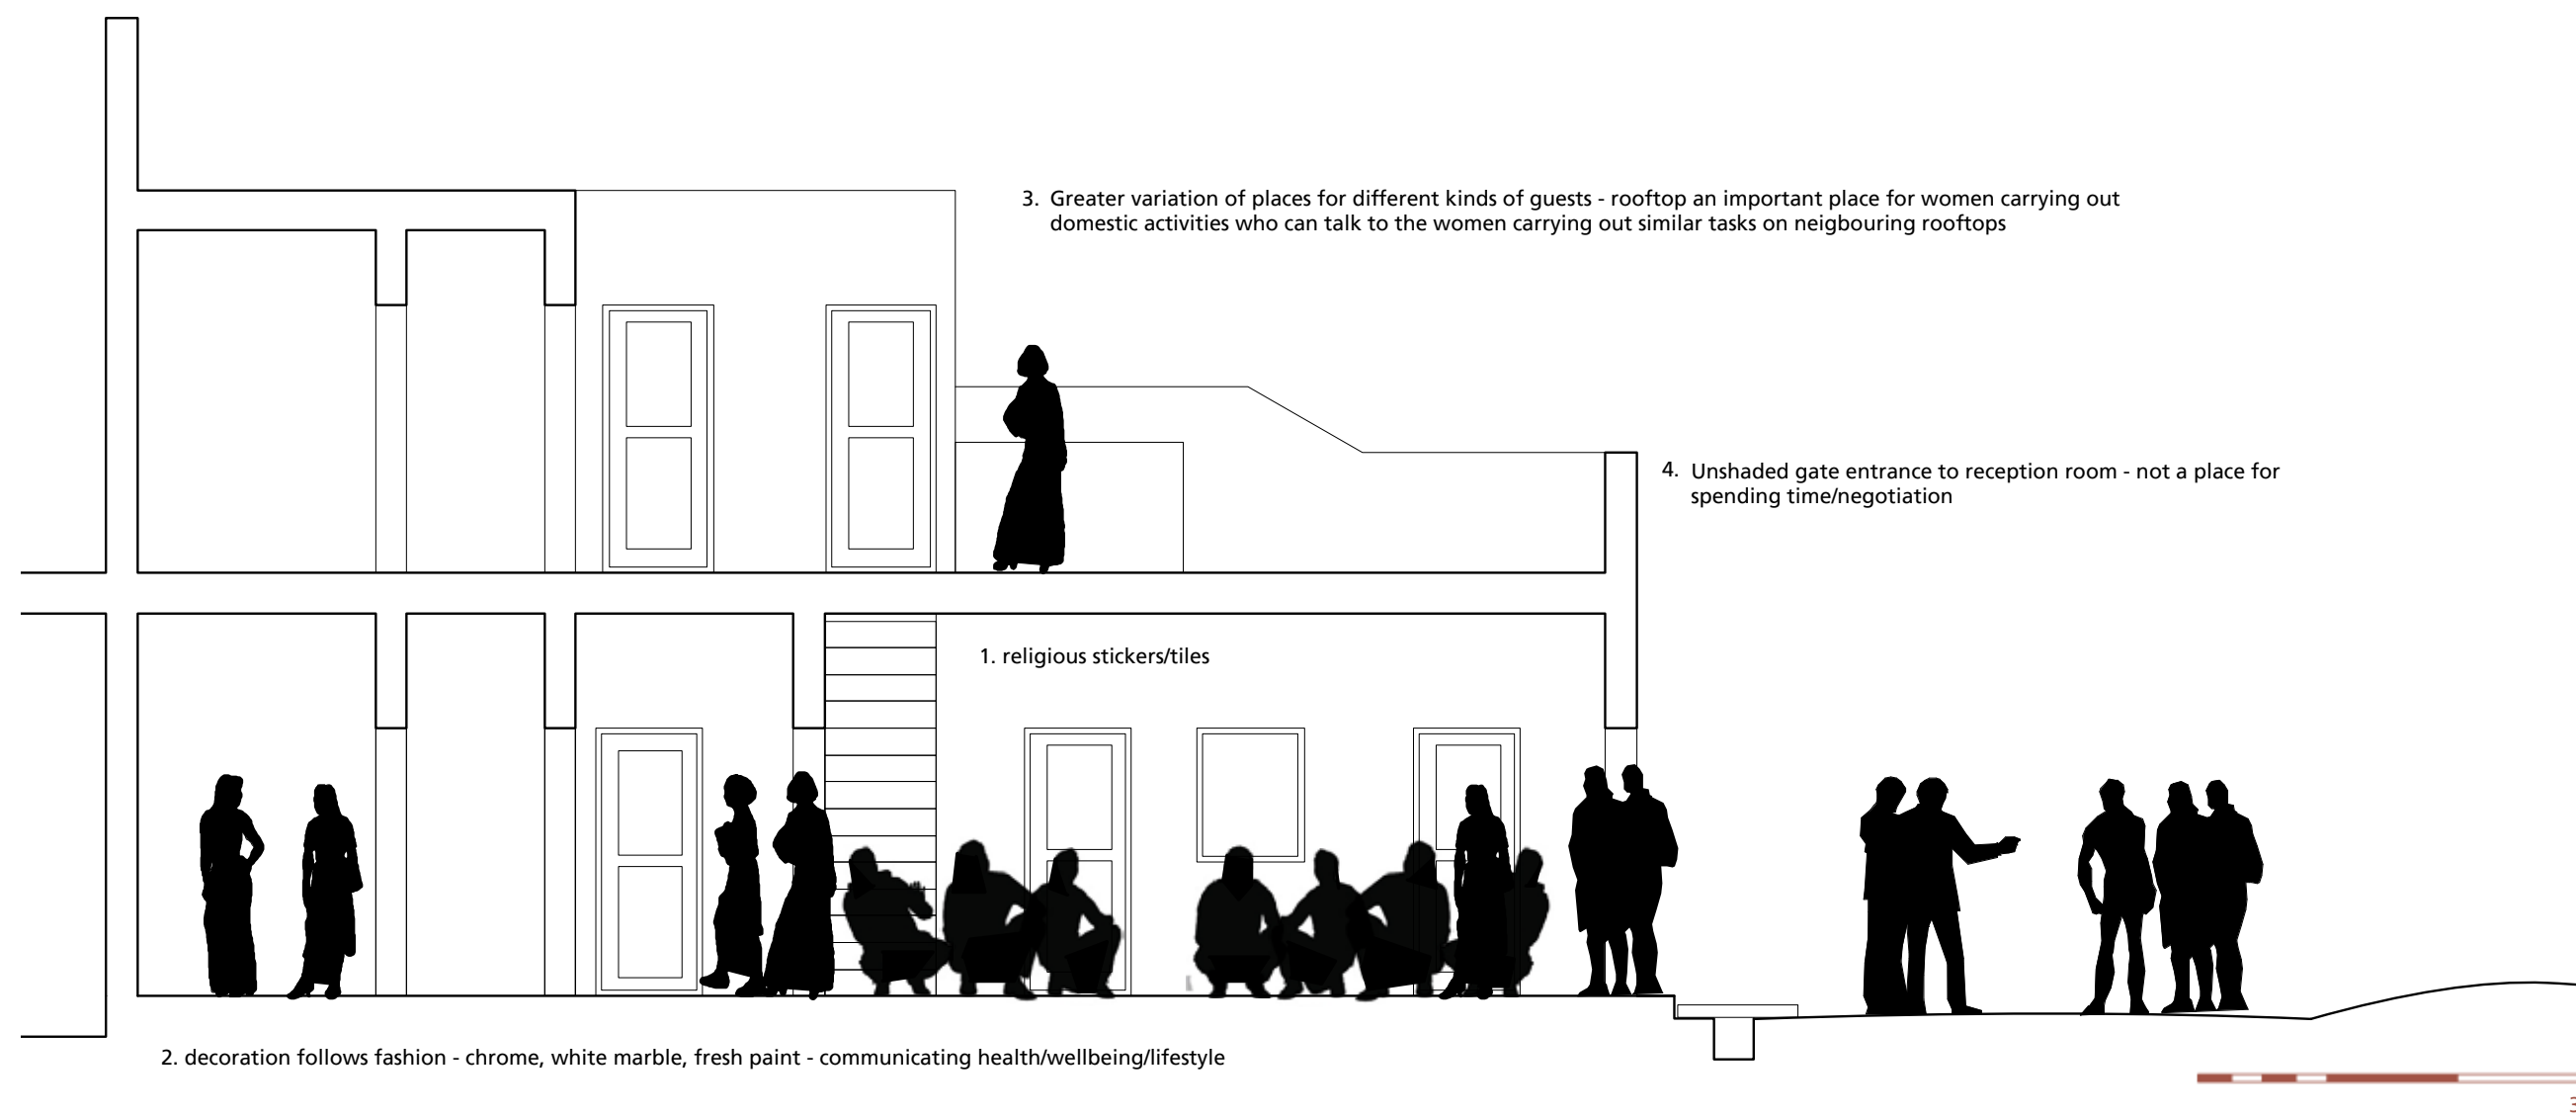 3. Greater variation of places for different kinds of guests - rooftop an important place for women carrying out
domestic activities who can talk to the women carrying out similar tasks on neigbouring rooftops
4. Unshaded gate entrance to reception room - not a place for
spending time/negotiation
1. religious stickers/tiles
2. decoration follows fashion - chrome, white marble, fresh paint - communicating health/wellbeing/lifestyle